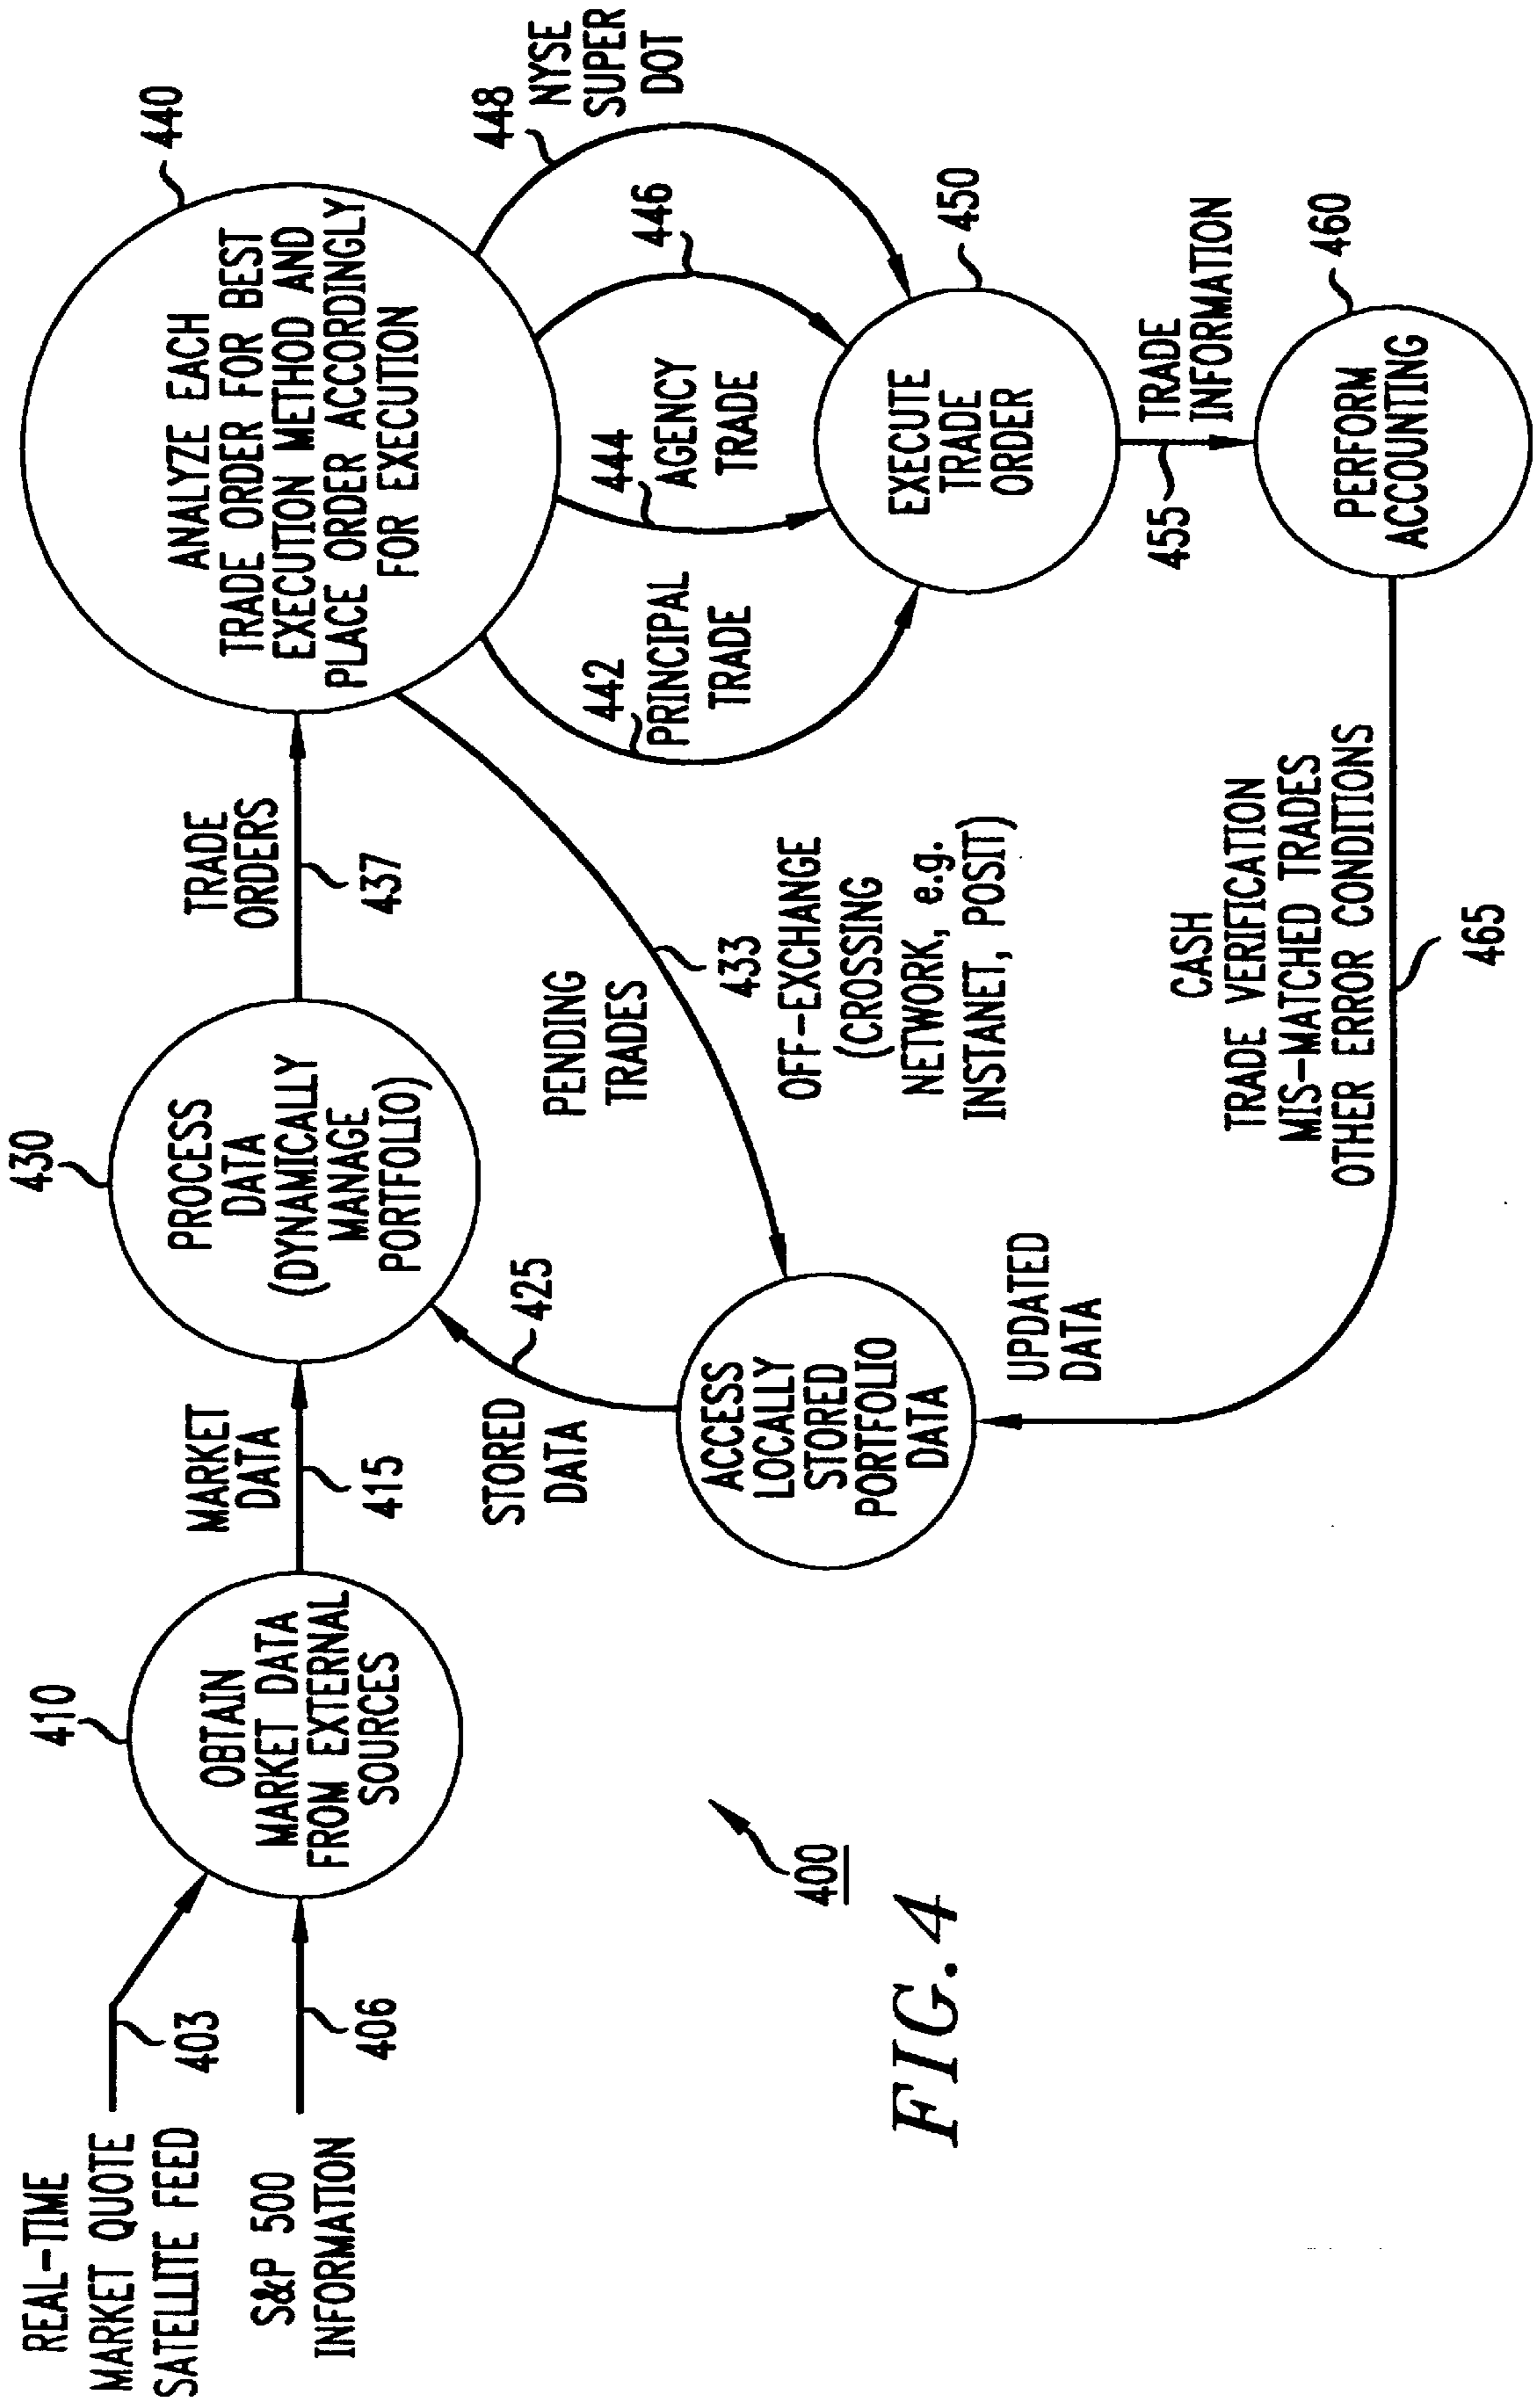 REAL-TIME
MARKET QUOTE
SATELLITE FEED
403
S&P 500
INFORMATION
406
410
OBTAIN
MARKET DATA
FROM EXTERNAL
SOURCES
MARKET
DATA
415
430
PROCESS
DATA
(DYNAMICALLY
MANAGE
PORTFOLIO)
TRADE
ORDERS
437
440
ANALYZE EACH
TRADE ORDER FOR BEST
EXECUTION METHOD AND
PLACE ORDER ACCORDINGLY
FOR EXECUTION
STORED
DATA
425
ACCESS
LOCALLY
STORED
PORTFOLIO
DATA
PENDING
TRADES
433
OFF-EXCHANGE
(CROSSING
NETWORK, e.g.
INSTANET, POSIT)
442
PRINCIPAL
TRADE
444
AGENCY
TRADE
446
448
NYSE
SUPER
DOT
450
EXECUTE
TRADE
ORDER
455
TRADE
INFORMATION
460
PERFORM
ACCOUNTING
UPDATED
DATA
CASH
TRADE VERIFICATION
MIS-MATCHED TRADES
OTHER ERROR CONDITIONS
465
400
FIG. 4